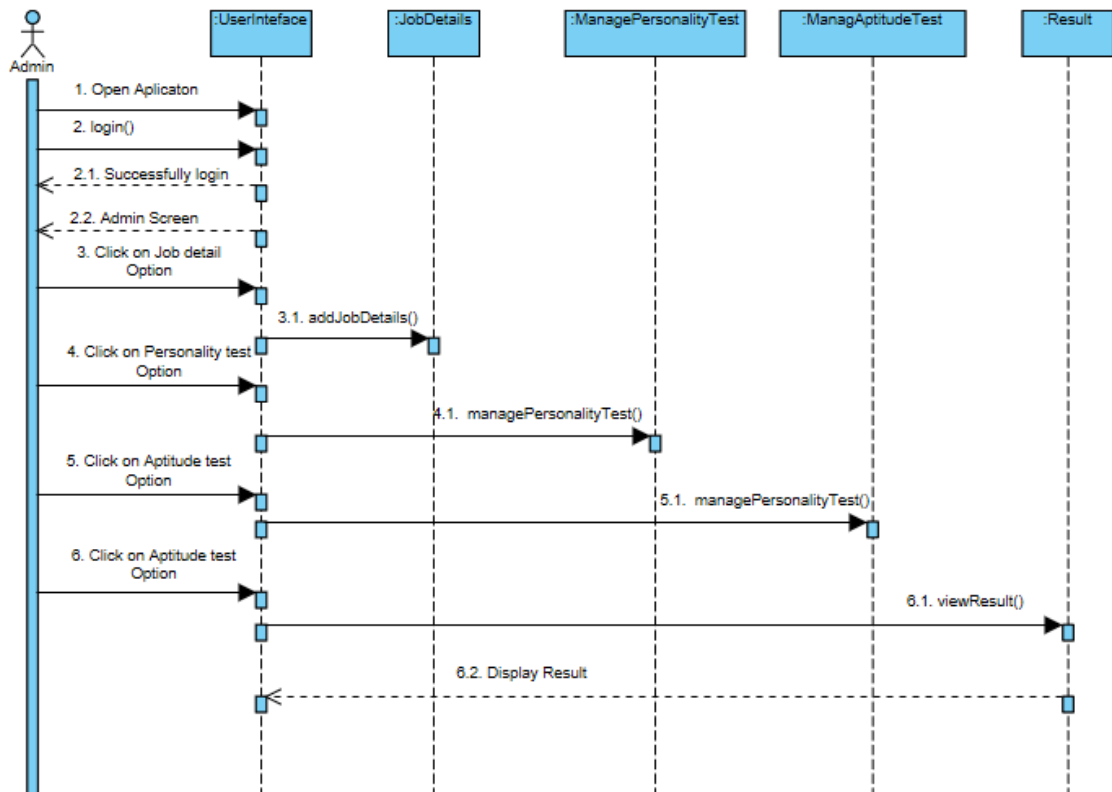 :UserInteface
:JobDetails
:ManagePersonalityTest
:ManagAptitudeTest
:Result
Admin
1. Open Aplicaton
2. login()
2.1. Successfully login
2.2. Admin Screen
3. Click on Job detail
Option
3.1. addJobDetails()
4. Click on Personality test
Option
4.1. managePersonalityTest()
5. Click on Aptitude test
Option
5.1. managePersonalityTest()
6. Click on Aptitude test
Option
6.1. viewResult()
6.2. Display Result